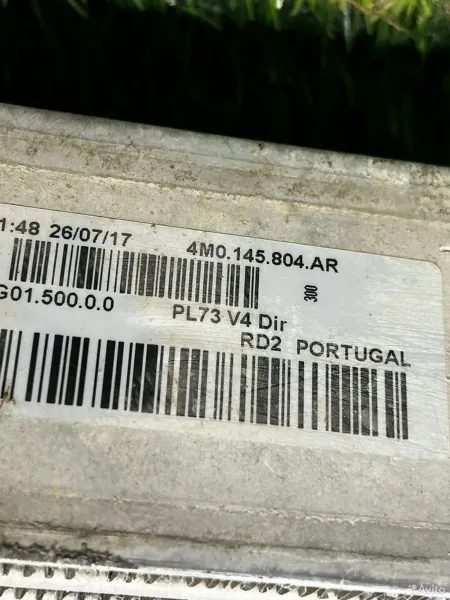 1:48 26/07/17 4M0.145.804.AR
300
G01.500.0.0 PL73 V4 Dir
RD2 PORTUGAL
Avito